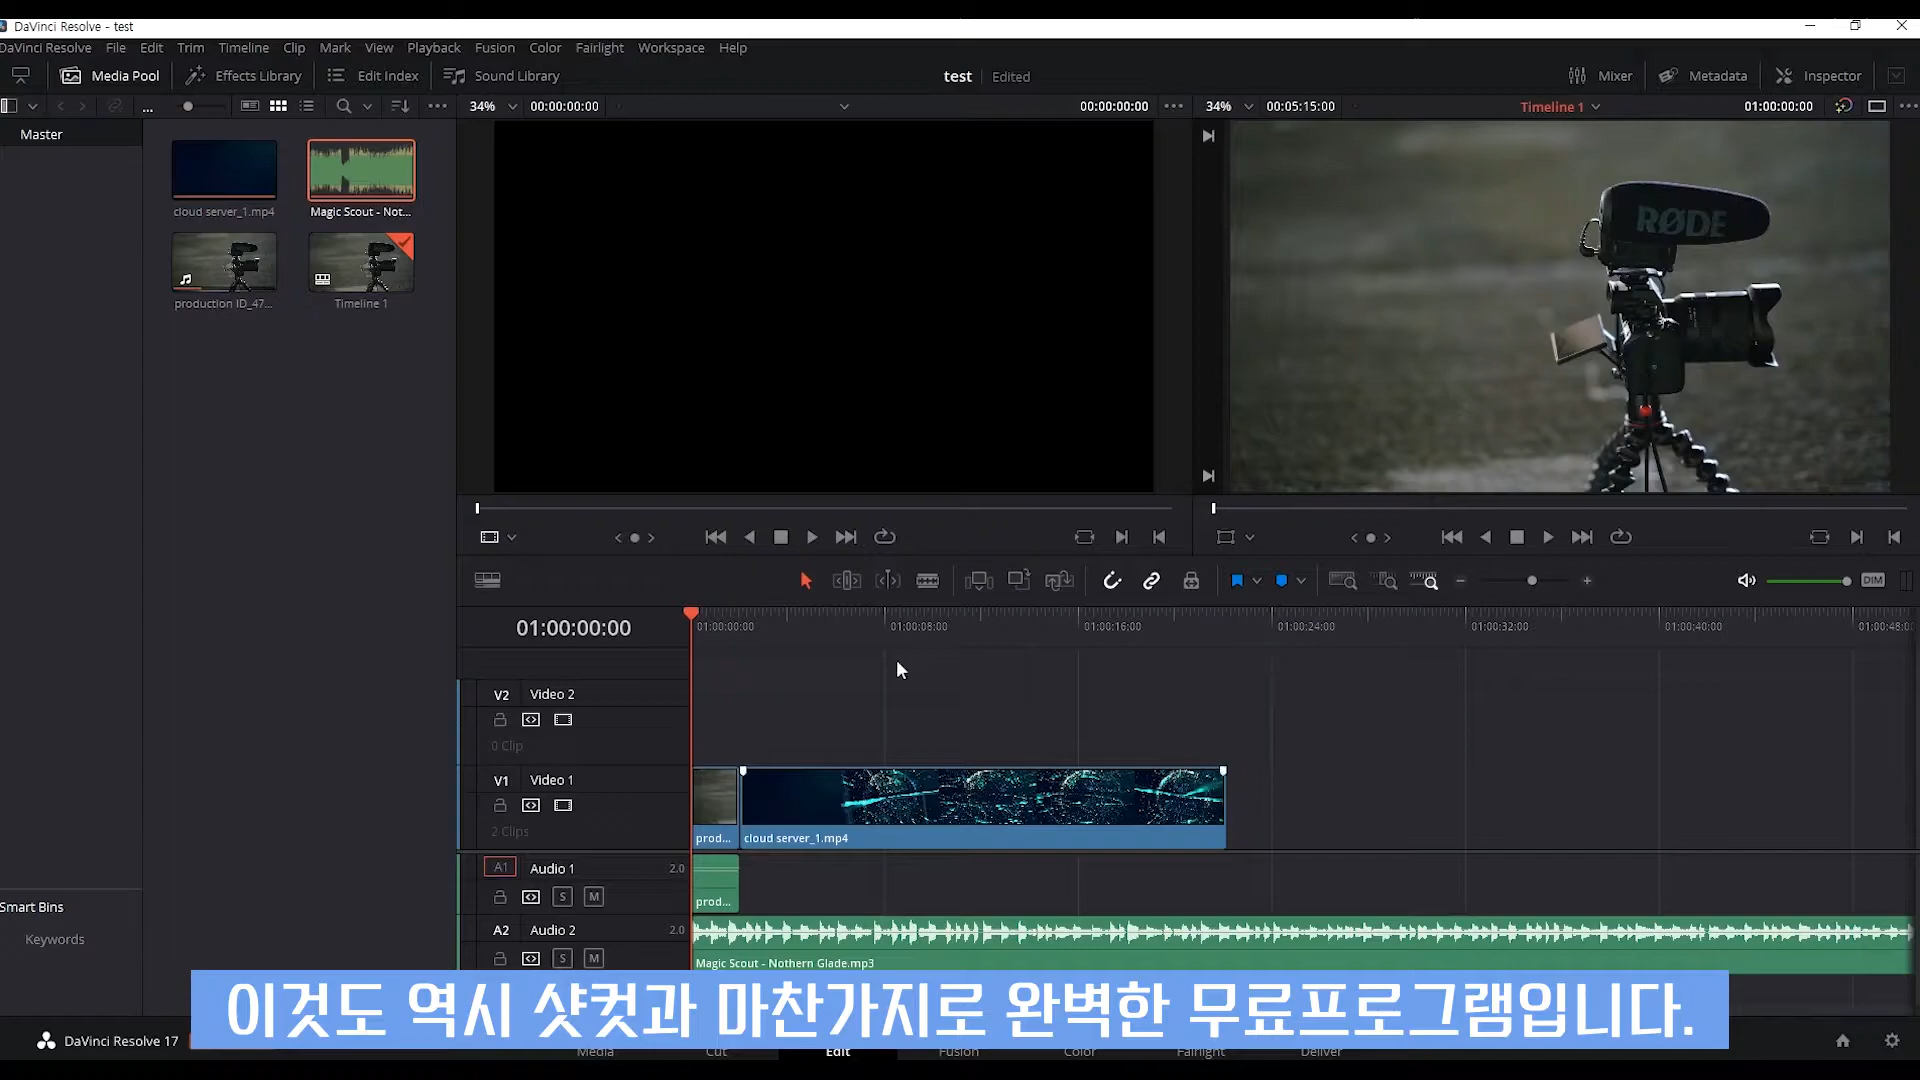 DaVinci Resolve - test
DaVinci Resolve File Edit Trim Timeline Clip Mark View Playback Fusion Color Fairlight Workspace Help
Media Pool Effects Library Edit Index Sound Library test Edited Mixer Metadata Inspector
... 34% 00:00:00:00 00:00:00:00 34% 00:05:15:00 Timeline 1 01:00:00:00
Master
cloud server_1.mp4 Magic Scout - Not...
production ID_47... Timeline 1
RØDE
DIM
01:00:00:00 01:00:00:00 01:00:08:00 01:00:16:00 01:00:24:00 01:00:32:00 01:00:40:00 01:00:48:0
V2 Video 2
0 Clip
V1 Video 1
2 Clips
prod... cloud server_1.mp4
A1 Audio 1 2.0
S M
prod...
A2 Audio 2 2.0
S M
Magic Scout - Nothern Glade.mp3
Smart Bins
Keywords
이것도 역시 샷컷과 마찬가지로 완벽한 무료프로그램입니다.
DaVinci Resolve 17
Media Cut Edit Fusion Color Fairlight Deliver